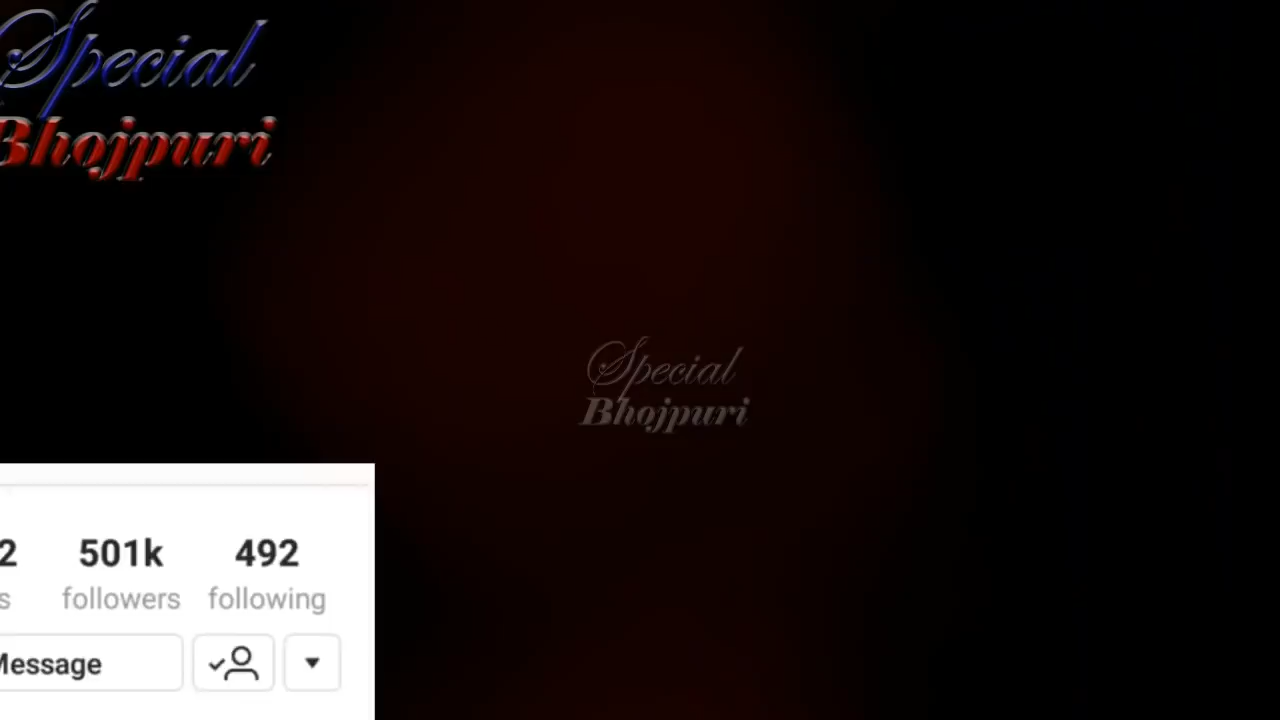 Special
Bhojpuri
Special
Bhojpuri
2 501k 492
s followers following
Message